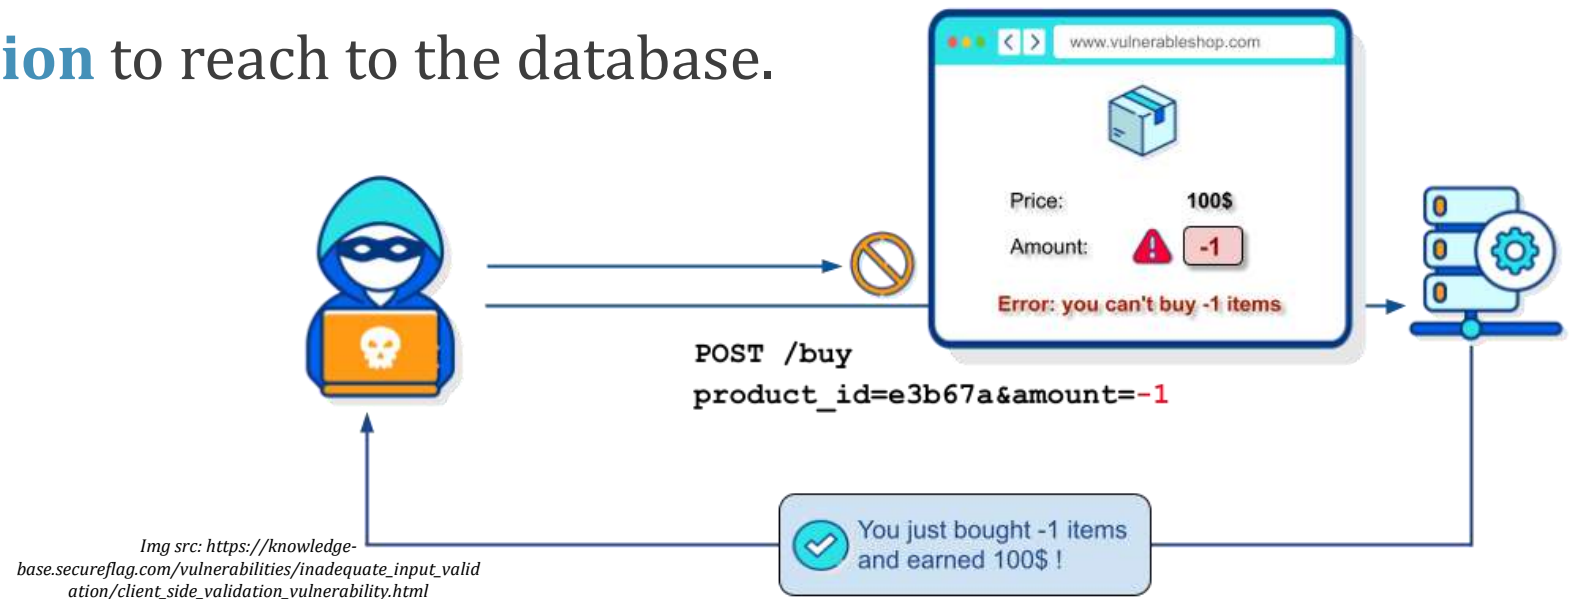 ion to reach to the database.
www.vulnerableshop.com
Price: 100$
Amount: -1
Error: you can't buy -1 items
POST /buy
product_id=e3b67a&amount=-1
You just bought -1 items
and earned 100$ !
Img src: https://knowledge-
base.secureflag.com/vulnerabilities/inadequate_input_valid
ation/client_side_validation_vulnerability.html